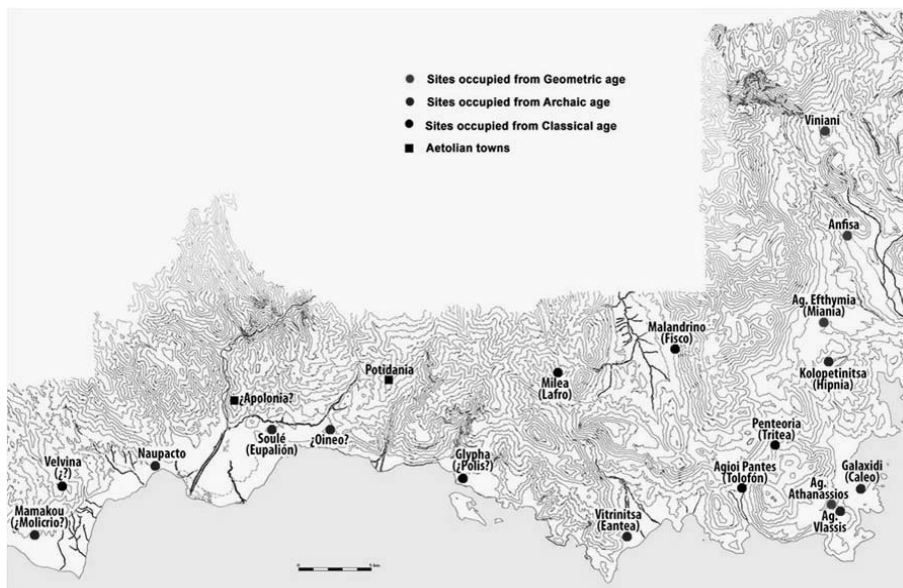 Sites occupied from Geometric age
Sites occupied from Archaic age
Sites occupied from Classical age
Aetolian towns
Viniani
Anfisa
Ag. Efthymia
(Miania)
Malandrino
(Fisco)
Kolopetinitsa
(Hipnia)
Potidania
Milea
(Lafro)
¿Apolonia?
Soulé
(Eupalión)
¿Oineo?
Penteoria
(Tritea)
Naupacto
Velvina
(¿?)
Glypha
(¿Polis?)
Agioi Pantes
(Tolofón)
Galaxidi
(Caleo)
Ag.
Athanassios
Ag.
Vlassis
Mamakou
(¿Molicrio?)
Vitrinitsa
(Eantea)